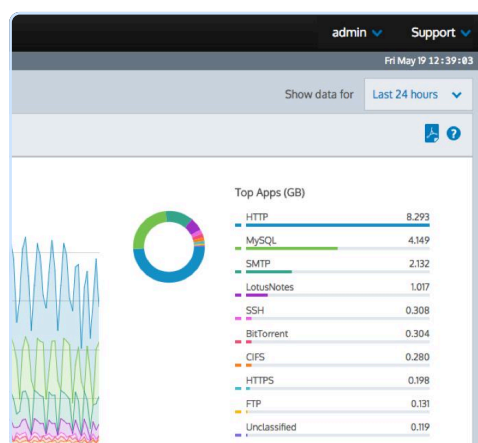 admin Support
Fri May 19 12:39:03
Show data for Last 24 hours
Top Apps (GB)
HTTP 8.293
MySQL 4.149
SMTP 2.132
LotusNotes 1.017
SSH 0.308
BitTorrent 0.304
CIFS 0.280
HTTPS 0.198
FTP 0.131
Unclassified 0.119